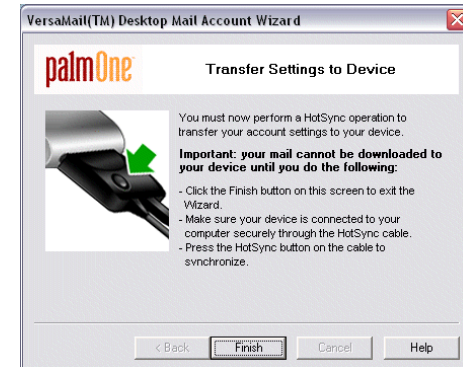 VersaMail(TM) Desktop Mail Account Wizard
palmOne
Transfer Settings to Device
You must now perform a HotSync operation to
transfer your account settings to your device.
Important: your mail cannot be downloaded to
your device until you do the following:
- Click the Finish button on this screen to exit the
Wizard.
- Make sure your device is connected to your
computer securely through the HotSync cable.
- Press the HotSync button on the cable to
synchronize.
< Back
Finish
Cancel
Help